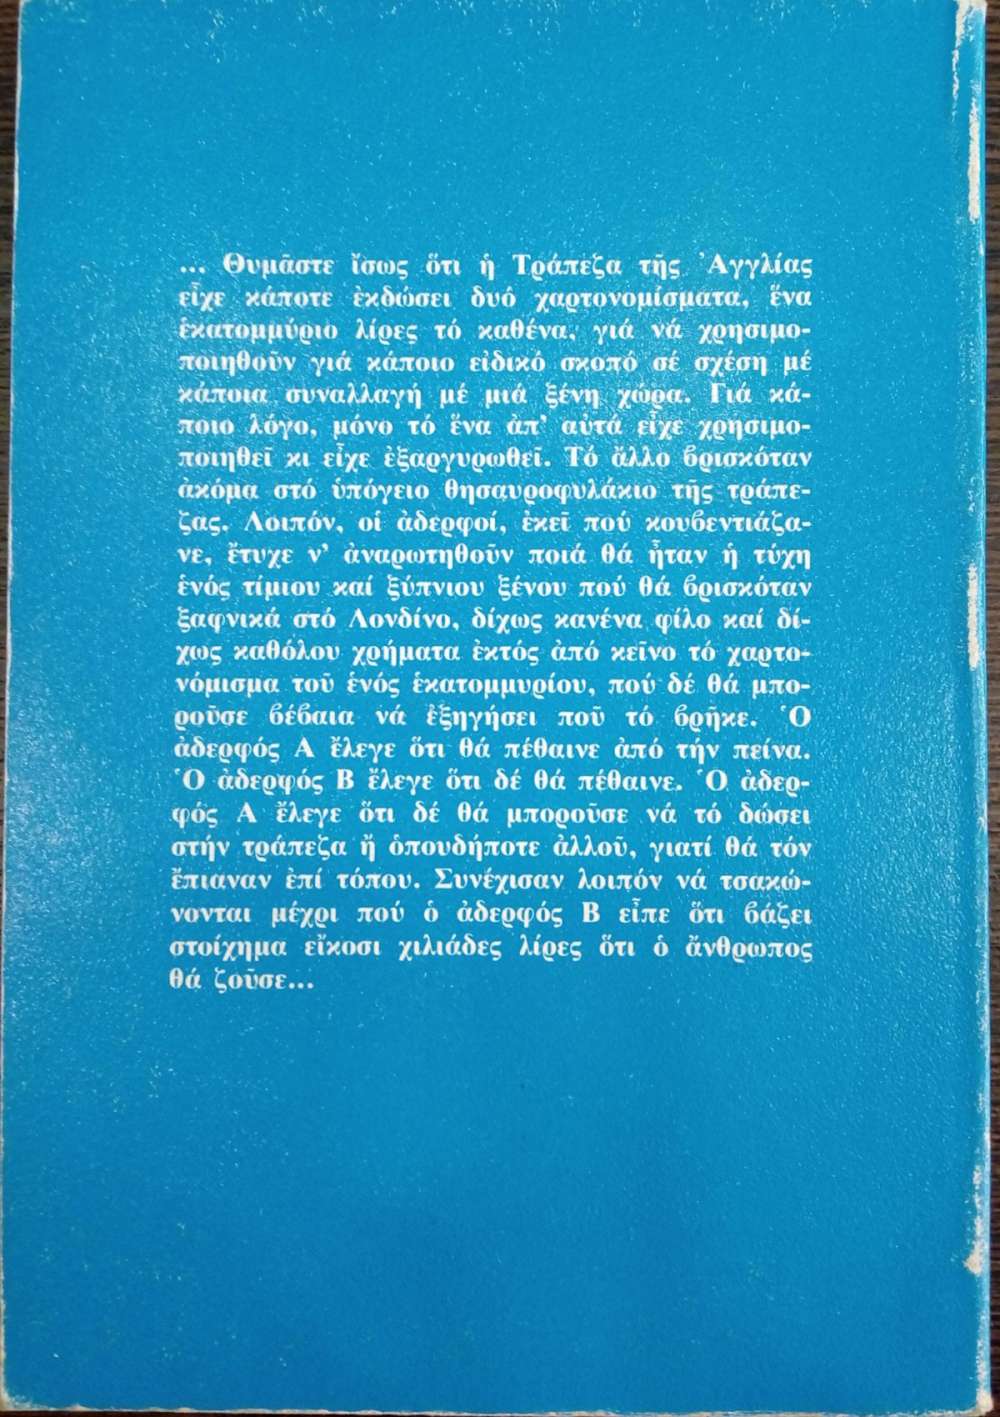 ... Θυμᾶστε ἴσως ὅτι ἡ Τράπεζα τῆς Ἀγγλίας
εἶχε κάποτε ἐκδώσει δυό χαρτονομίσματα, ἕνα
ἑκατομμύριο λίρες τό καθένα, γιά νά χρησιμο-
ποιηθοῦν γιά κάποιο εἰδικό σκοπό σέ σχέση μέ
κάποια συναλλαγή μέ μιά ξένη χώρα. Γιά κά-
ποιο λόγο, μόνο τό ἕνα ἀπ' αὐτά εἶχε χρησιμο-
ποιηθεῖ κι εἶχε ἐξαργυρωθεῖ. Τό ἄλλο βρισκόταν
ἀκόμα στό ὑπόγειο θησαυροφυλάκιο τῆς τράπε-
ζας. Λοιπόν, οἱ ἀδερφοί, ἐκεῖ πού κουβεντιάζα-
νε, ἔτυχε ν' ἀναρωτηθοῦν ποιά θά ἦταν ἡ τύχη
ἑνός τίμιου καί ξύπνιου ξένου πού θά βρισκόταν
ξαφνικά στό Λονδίνο, δίχως κανένα φίλο καί δί-
χως καθόλου χρήματα ἐκτός ἀπό κεῖνο τό χαρτο-
νόμισμα τοῦ ἑνός ἑκατομμυρίου, πού δέ θά μπο-
ροῦσε βέβαια νά ἐξηγήσει ποῦ τό βρῆκε. Ὁ
ἀδερφός Α ἔλεγε ὅτι θά πέθαινε ἀπό τήν πείνα.
Ὁ ἀδερφός Β ἔλεγε ὅτι δέ θά πέθαινε. Ὁ ἀδερ-
φός Α ἔλεγε ὅτι δέ θά μποροῦσε νά τό δώσει
στήν τράπεζα ἤ ὁπουδήποτε ἀλλοῦ, γιατί θά τόν
ἔπιαναν ἐπί τόπου. Συνέχισαν λοιπόν νά τσακώ-
νονται μέχρι πού ὁ ἀδερφός Β εἶπε ὅτι βάζει
στοίχημα εἴκοσι χιλιάδες λίρες ὅτι ὁ ἄνθρωπος
θά ζοῦσε...